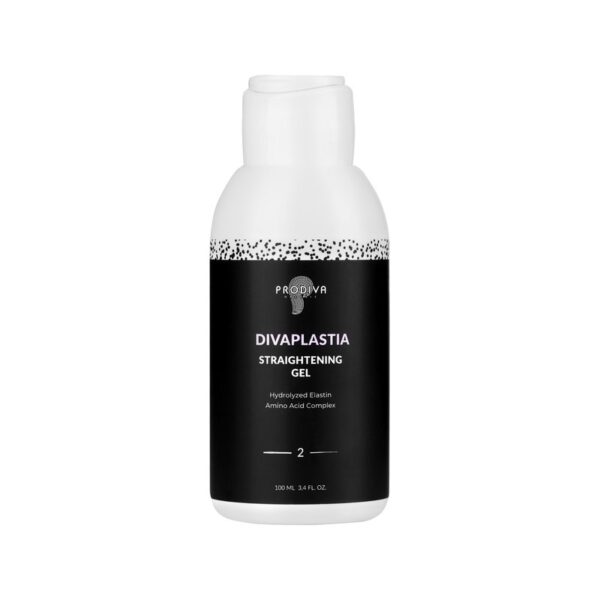 PRODIVA
DIVAPLASTIA
STRAIGHTENING
GEL
Hydrolyzed Elastin
Amino Acid Complex
2
100 ML 3,4 FL. OZ.